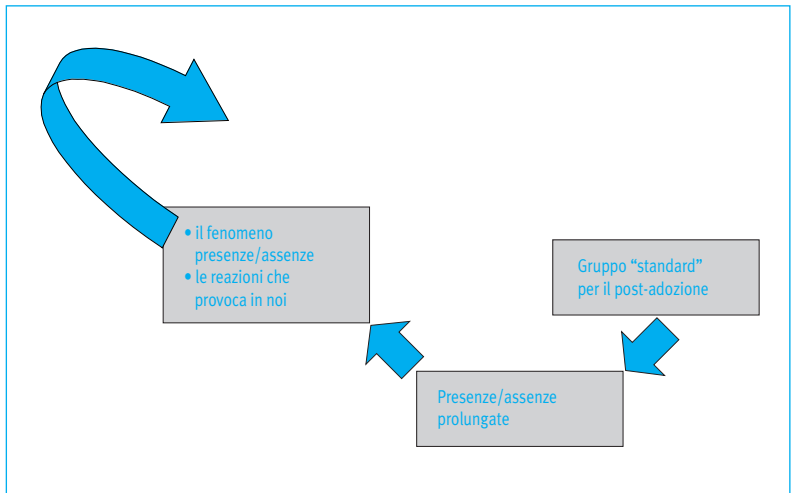 • il fenomeno
presenze/assenze
• le reazioni che
provoca in noi
Gruppo “standard”
per il post-adozione
Presenze/assenze
prolungate